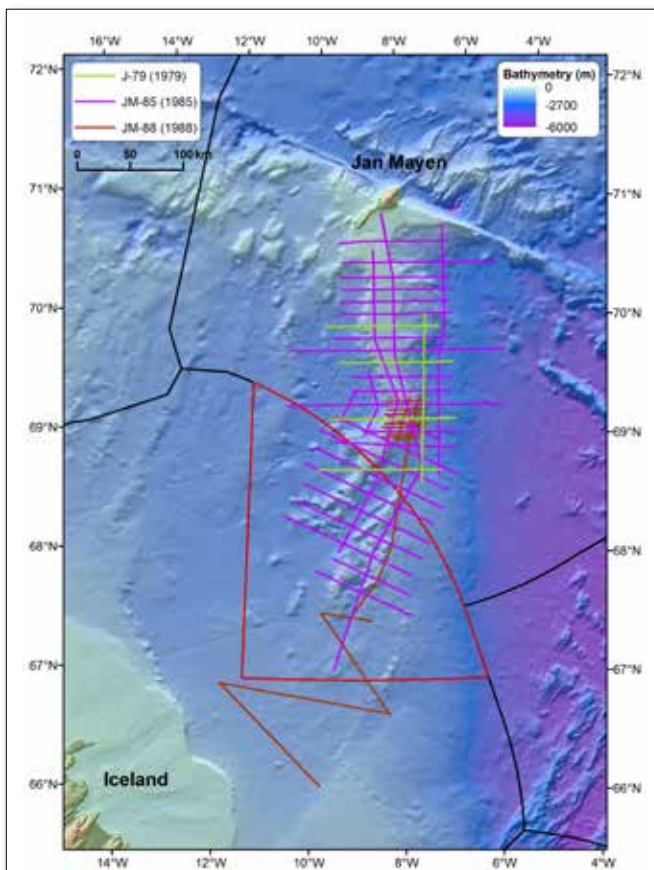 16°W 14°W 12°W 10°W 8°W 6°W 4°W
72°N 72°N
J-79 (1979)
JM-85 (1985)
JM-88 (1988)
0 50 100 km
Bathymetry (m)
0
-2700
-6000
Jan Mayen
71°N 71°N
70°N 70°N
69°N 69°N
68°N 68°N
67°N 67°N
66°N 66°N
Iceland
14°W 12°W 10°W 8°W 6°W 4°W